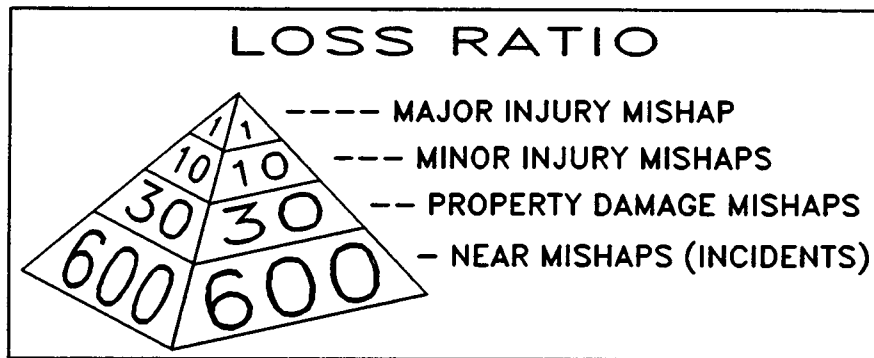 LOSS RATIO
1 1 ---- MAJOR INJURY MISHAP
10 10 --- MINOR INJURY MISHAPS
30 30 -- PROPERTY DAMAGE MISHAPS
600 600 - NEAR MISHAPS (INCIDENTS)